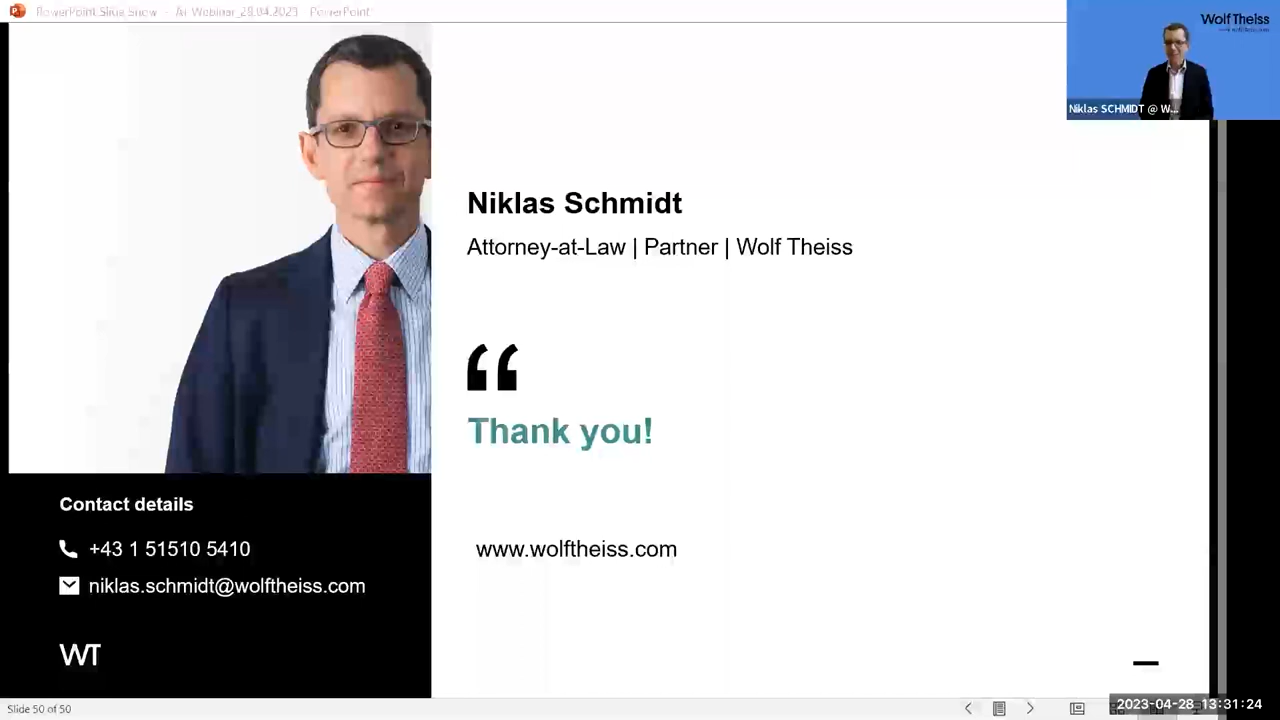 PowerPoint Slide Show - AI Webinar_28.04.2023 - PowerPoint
Wolf Theiss
Niklas SCHMIDT @ W...
Niklas Schmidt
Attorney-at-Law | Partner | Wolf Theiss
“
Thank you!
Contact details
+43 1 51510 5410
www.wolftheiss.com
niklas.schmidt@wolftheiss.com
WT
Slide 50 of 50
2023-04-28 13:31:24